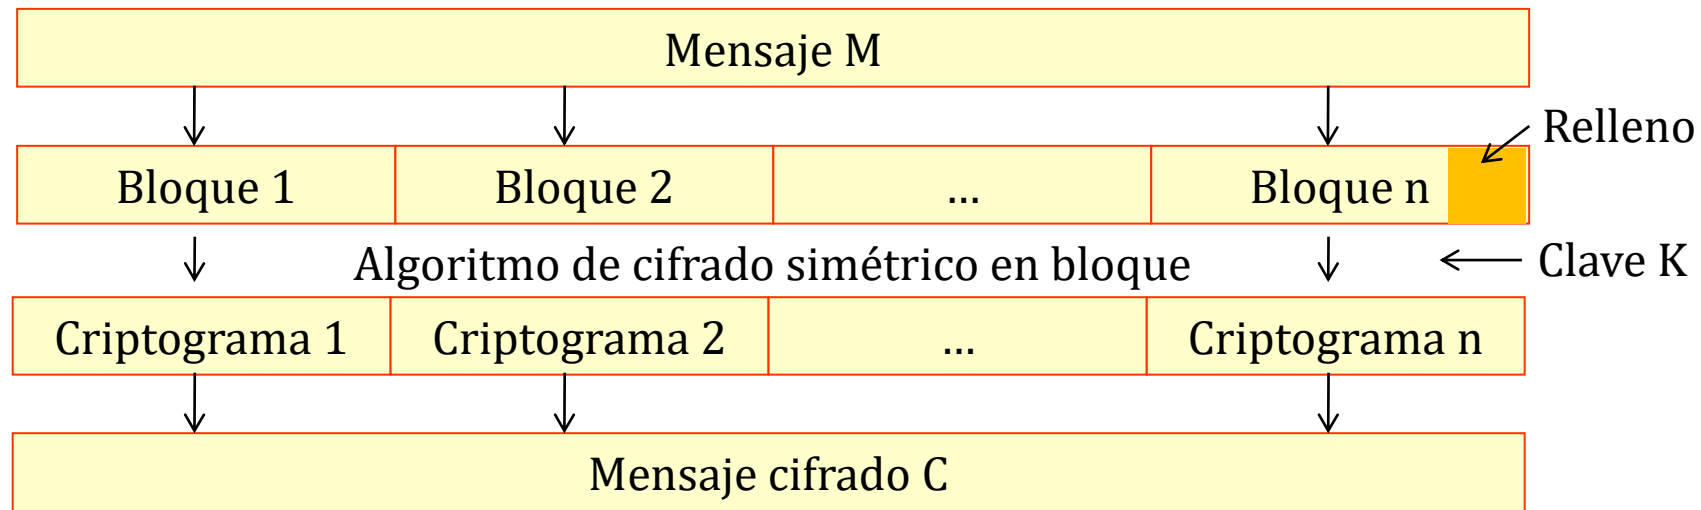 Mensaje M
Relleno
Bloque 1 Bloque 2 ... Bloque n
Algoritmo de cifrado simétrico en bloque Clave K
Criptograma 1 Criptograma 2 ... Criptograma n
Mensaje cifrado C